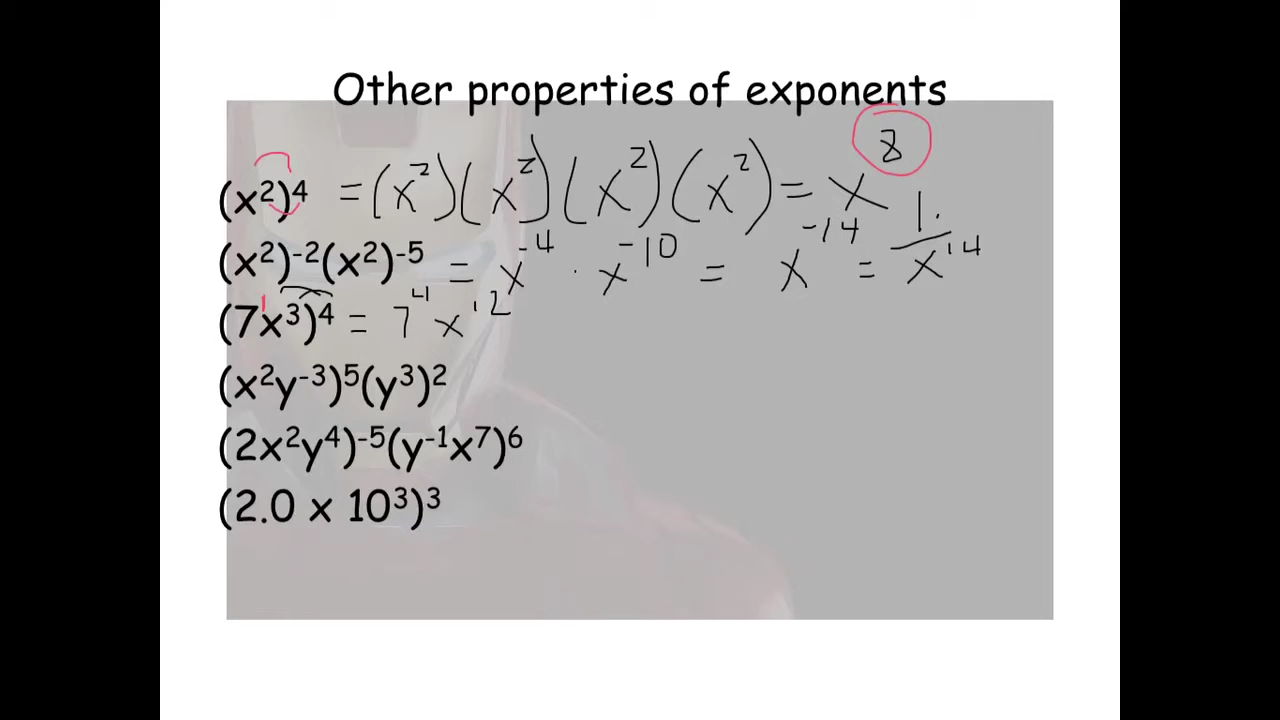 Other properties of exponents
(x²)⁴ = (x²)(x²)(x²)(x²) = x⁸
(x²)⁻²(x²)⁻⁵ = x⁻⁴ · x⁻¹⁰ = x⁻¹⁴ = 1/x¹⁴
(7x³)⁴ = 7⁴x¹²
(x²y⁻³)⁵(y³)²
(2x²y⁴)⁻⁵(y⁻¹x⁷)⁶
(2.0 x 10³)³